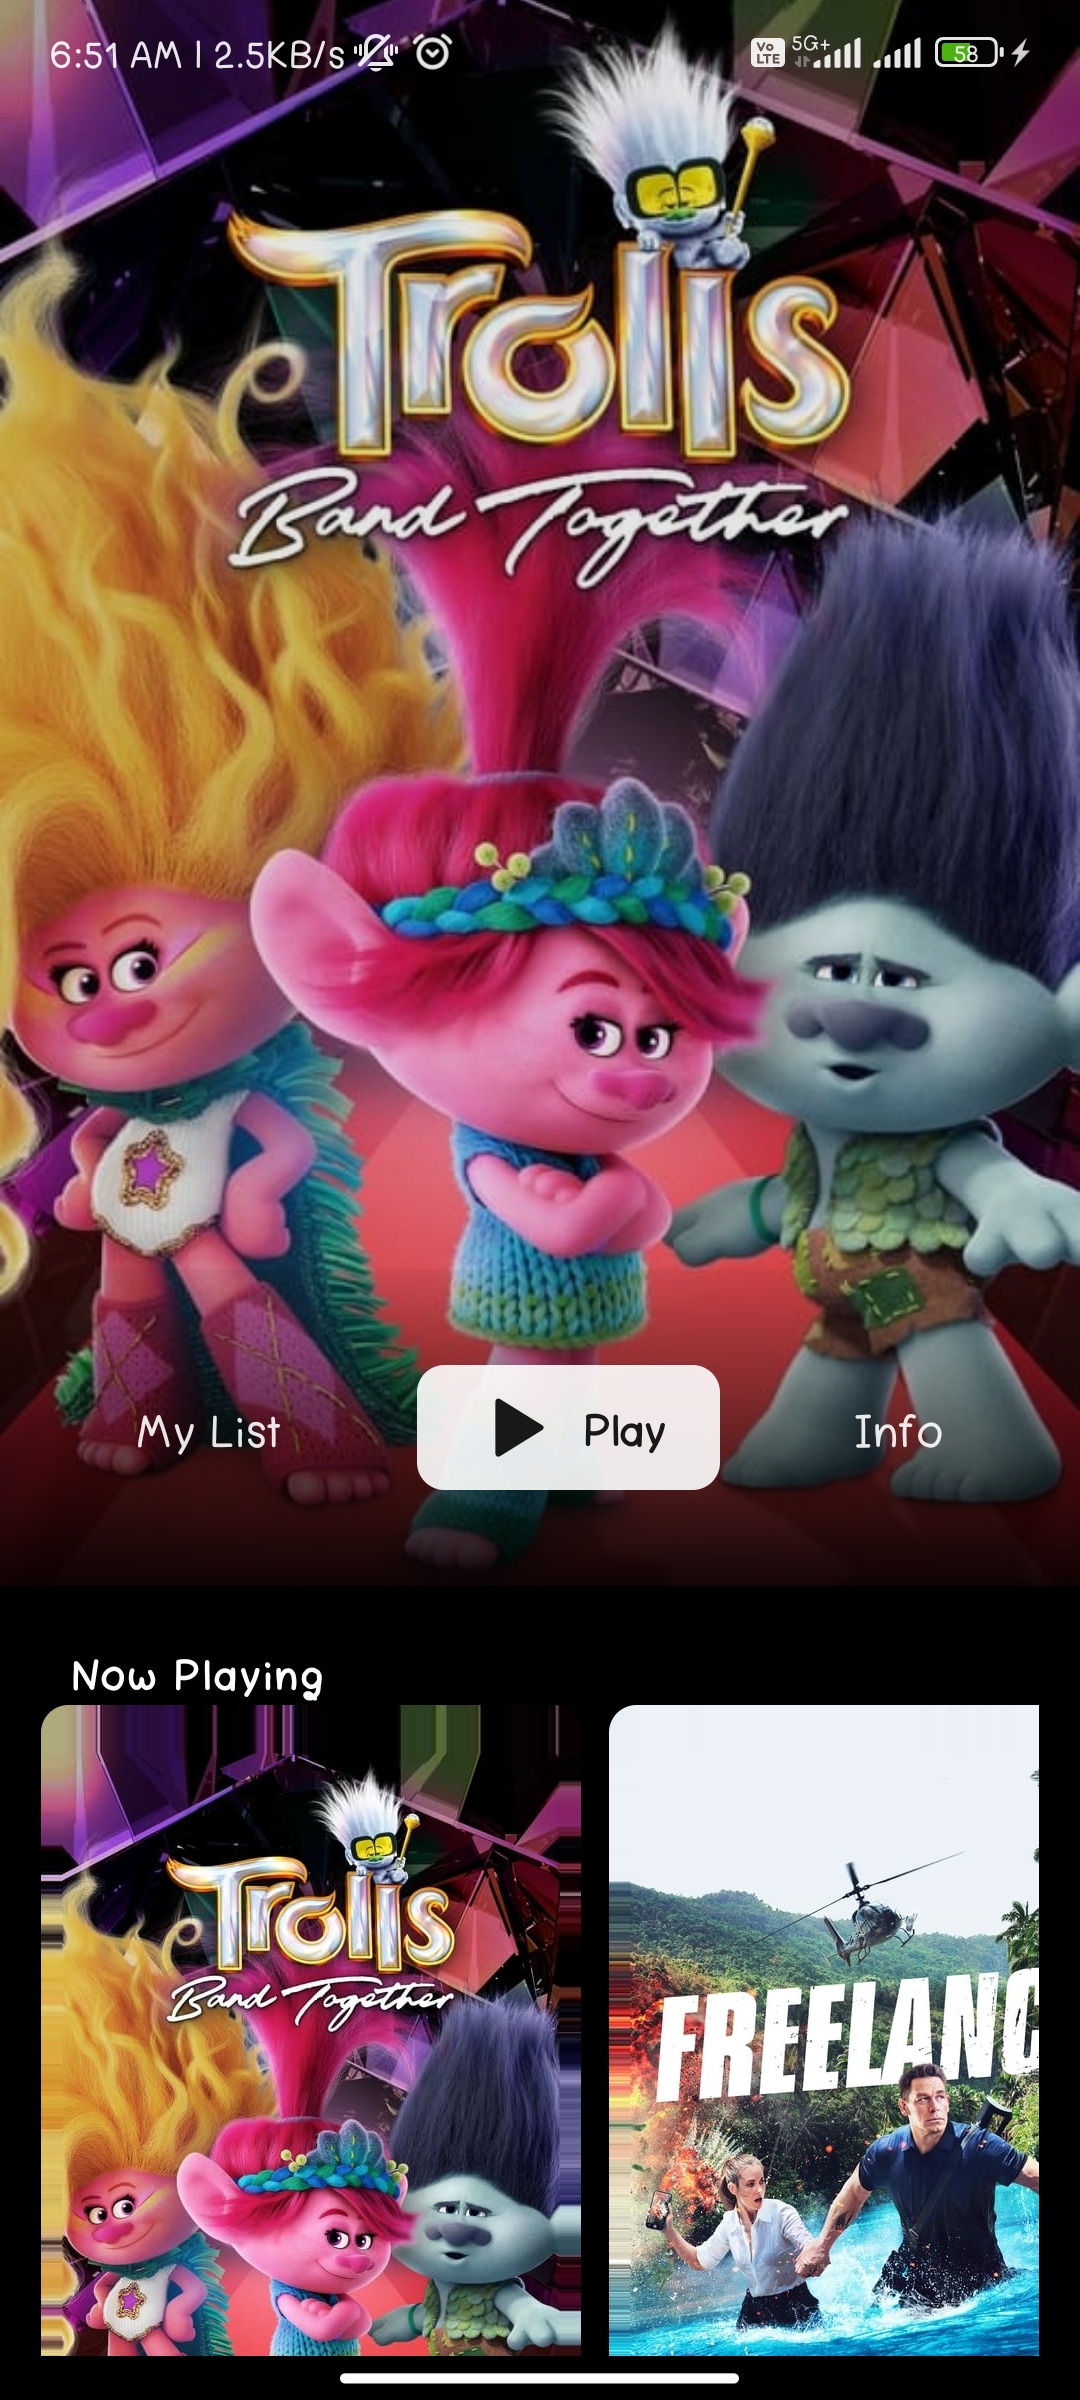 6:51 AM | 2.5KB/s
Vo LTE 5G+ 58
Trolls
Band Together
My List
Play
Info
Now Playing
Trolls
Band Together
FREELANC